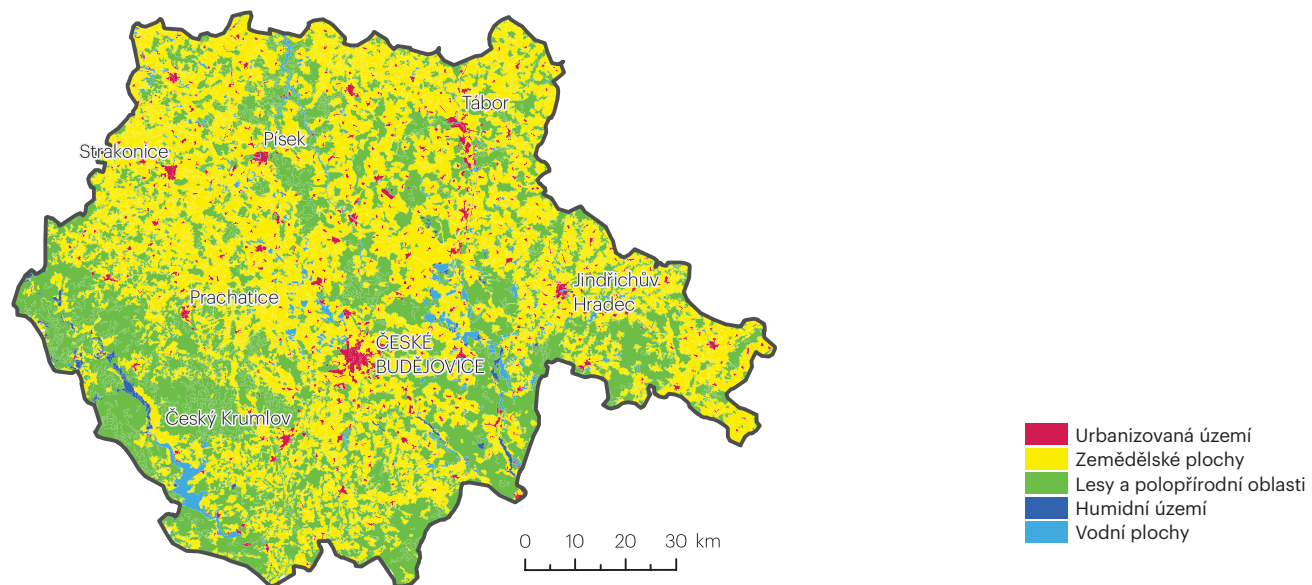 Tábor
Písek
Strakonice
Jindřichův
Hradec
Prachatice
ČESKÉ
BUDĚJOVICE
Český Krumlov
Urbanizovaná území
Zemědělské plochy
Lesy a polopřírodní oblasti
Humidní území
Vodní plochy
0 10 20 30 km